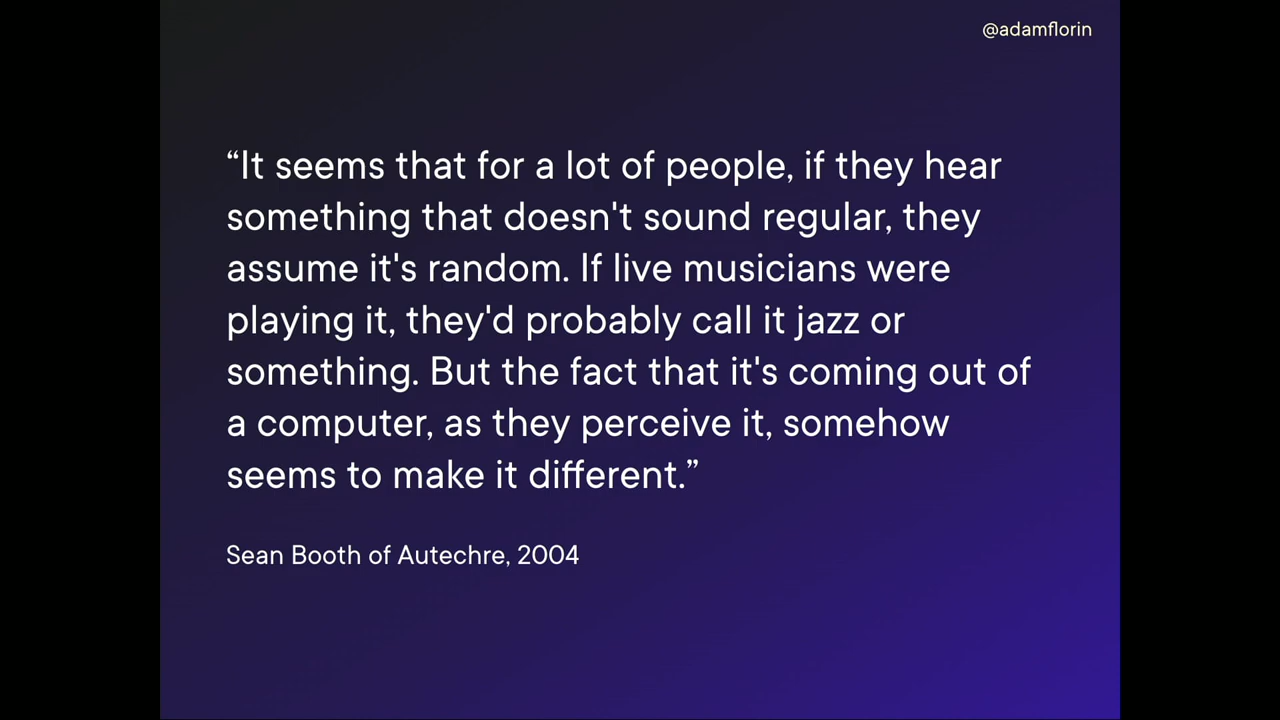 @adamflorin
“It seems that for a lot of people, if they hear
something that doesn't sound regular, they
assume it's random. If live musicians were
playing it, they'd probably call it jazz or
something. But the fact that it's coming out of
a computer, as they perceive it, somehow
seems to make it different.”
Sean Booth of Autechre, 2004